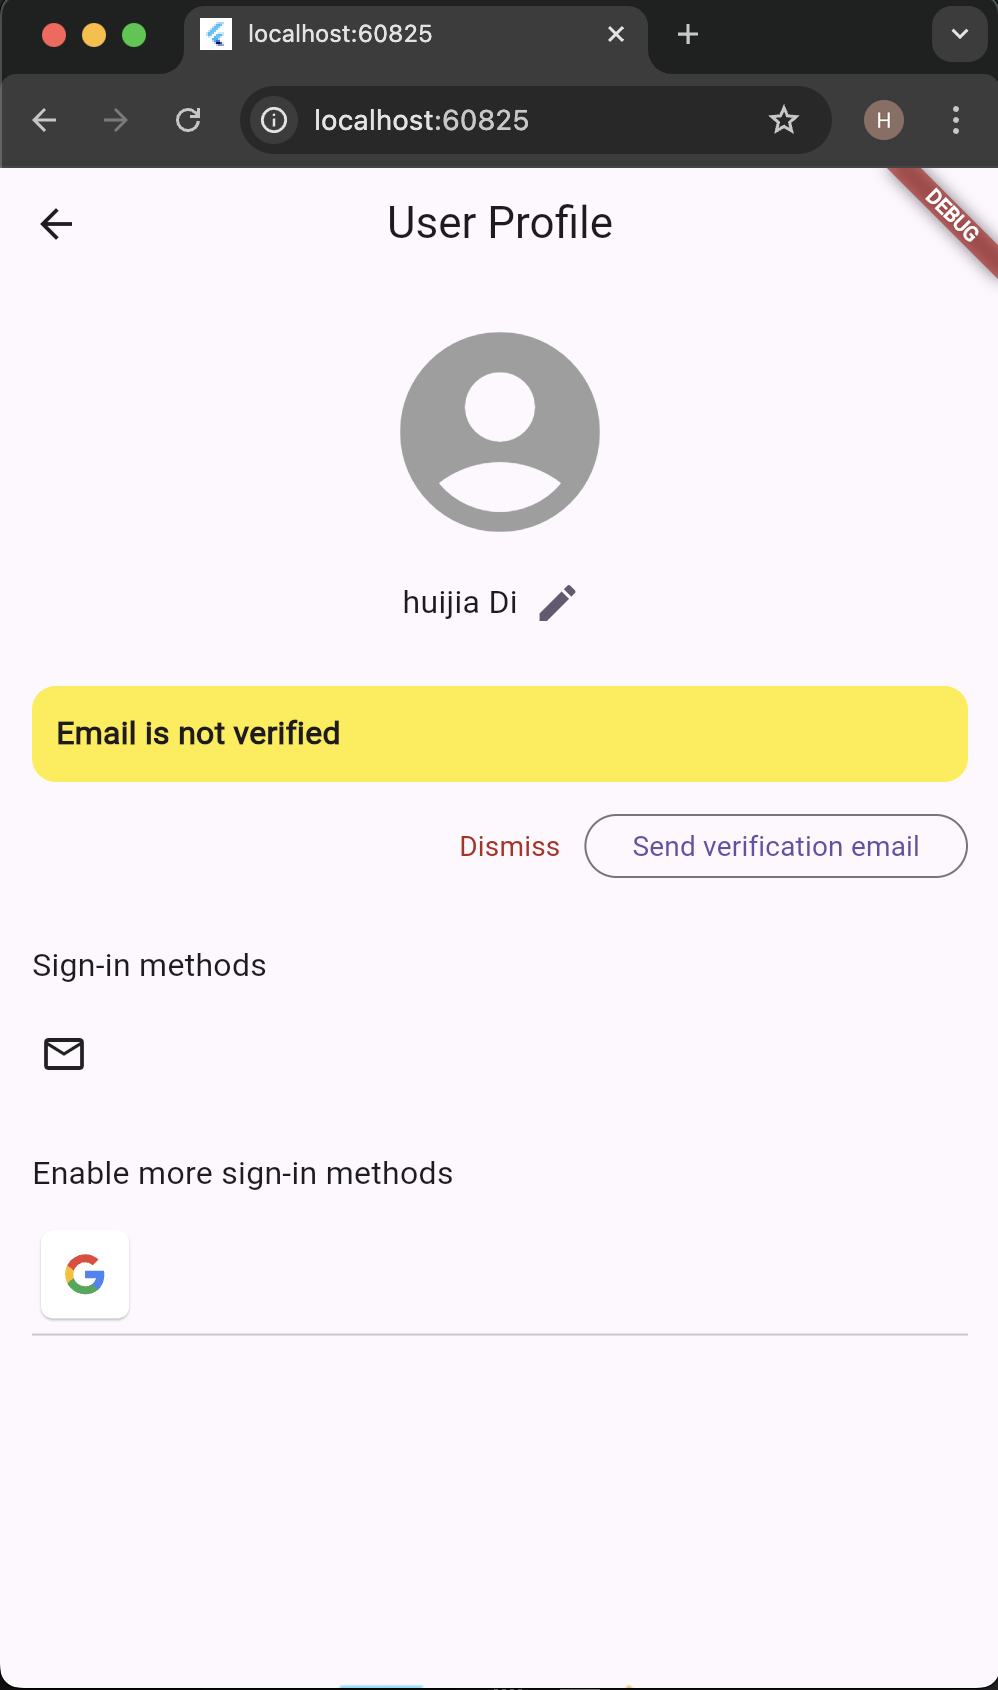 localhost:60825
localhost:60825
H
DEBUG
User Profile
huijia Di
Email is not verified
Dismiss
Send verification email
Sign-in methods
Enable more sign-in methods